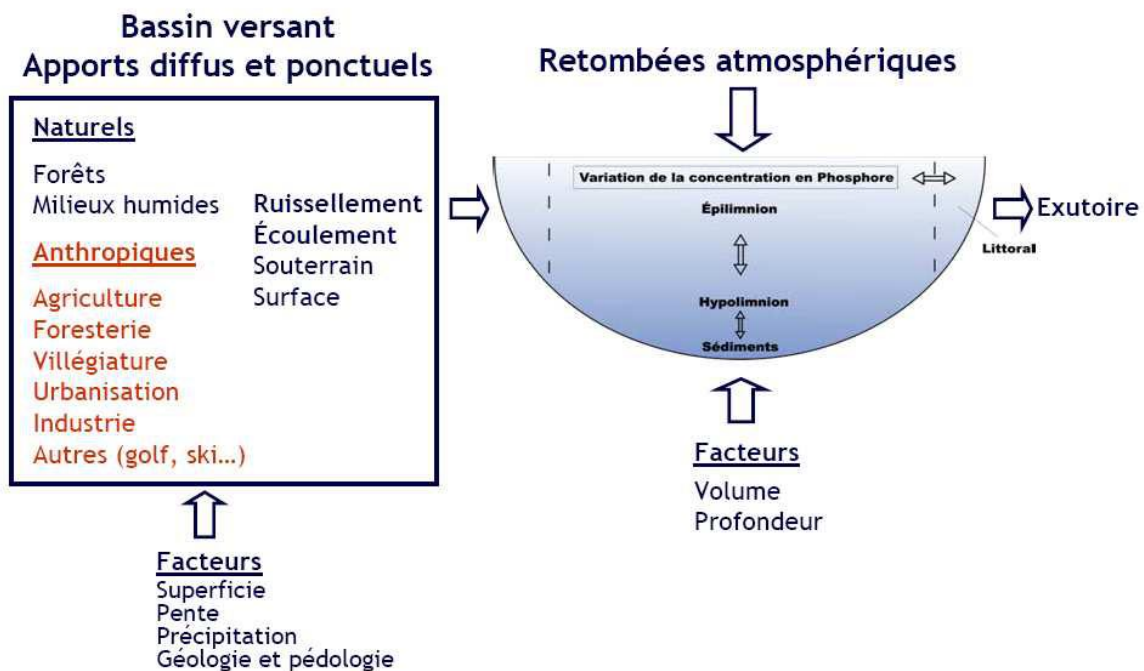 Bassin versant
Apports diffus et ponctuels
Naturels
Forêts
Milieux humides
Anthropiques
Agriculture
Foresterie
Villégiature
Urbanisation
Industrie
Autres (golf, ski...)
Ruissellement
Écoulement
Souterrain
Surface
Facteurs
Superficie
Pente
Précipitation
Géologie et pédologie
Retombées atmosphériques
Variation de la concentration en Phosphore
Épilimnion
Hypolimnion
Sédiments
Littoral
Exutoire
Facteurs
Volume
Profondeur